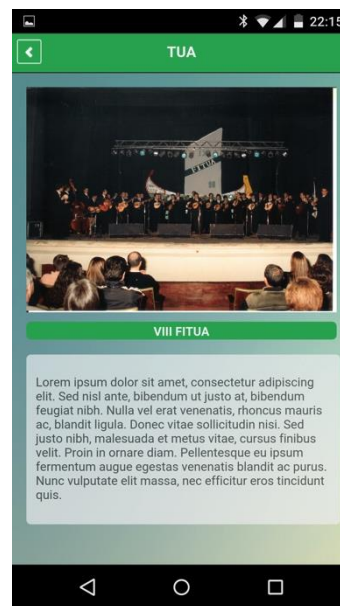 22:15
TUA
FITUA
VIII FITUA
Lorem ipsum dolor sit amet, consectetur adipiscing
elit. Sed nisl ante, bibendum ut justo at, bibendum
feugiat nibh. Nulla vel erat venenatis, rhoncus mauris
ac, blandit ligula. Donec vitae sollicitudin nisi. Sed
justo nibh, malesuada et metus vitae, cursus finibus
velit. Proin in ornare diam. Pellentesque eu ipsum
fermentum augue egestas venenatis blandit ac purus.
Nunc vulputate elit massa, nec efficitur eros tincidunt
quis.